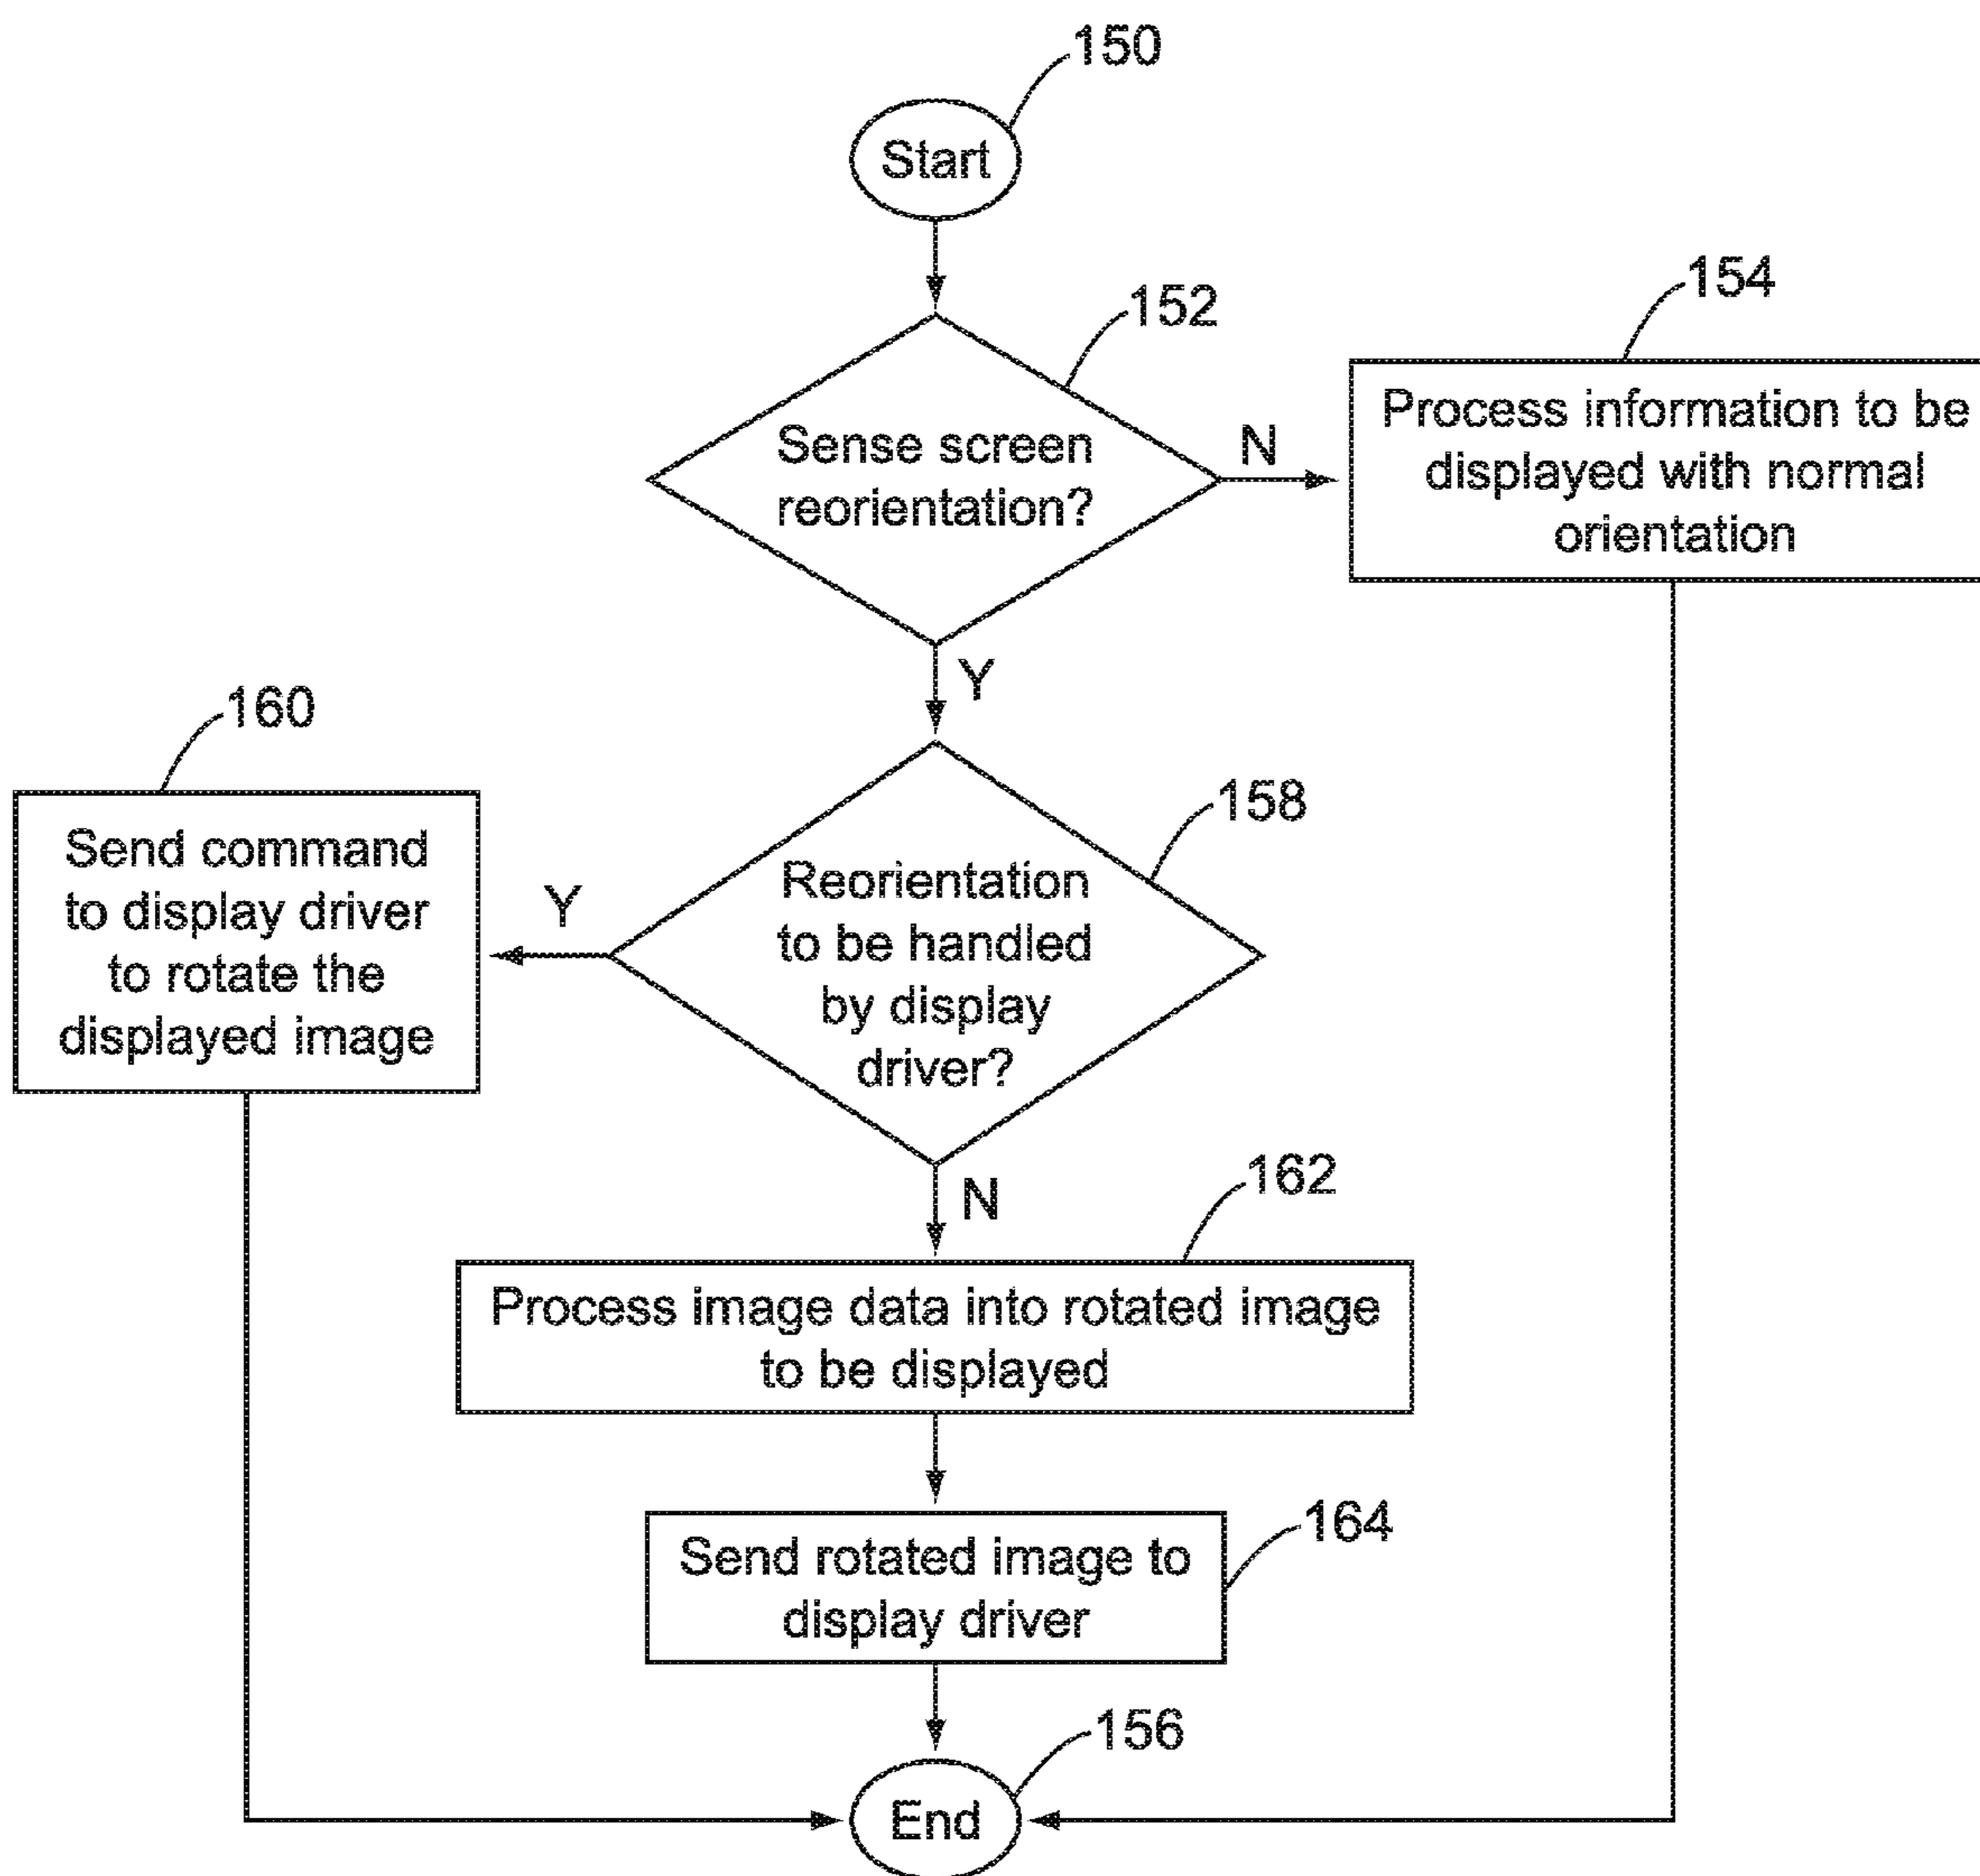 150
Start
152
154
Sense screen
reorientation?
N
Process information to be
displayed with normal
orientation
Y
160
158
Send command
to display driver
to rotate the
displayed image
Y
Reorientation
to be handled
by display
driver?
N
162
Process image data into rotated image
to be displayed
164
Send rotated image to
display driver
156
End